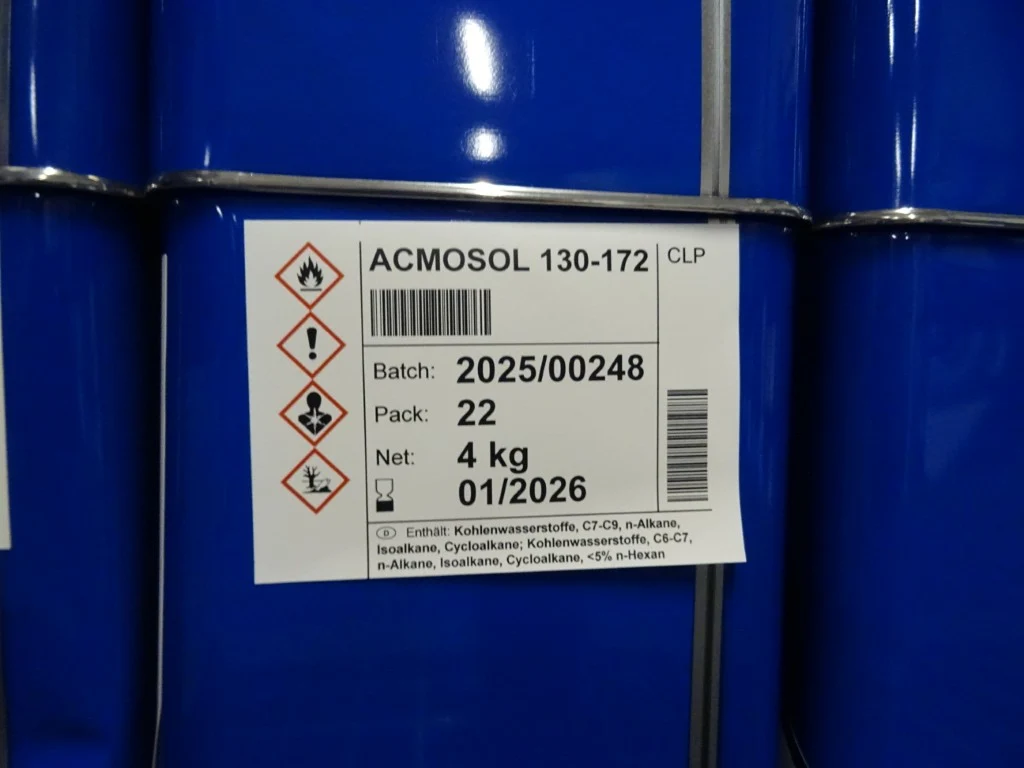 ACMOSOL 130-172
CLP
Batch: 2025/00248
Pack: 22
Net: 4 kg
01/2026
D Enthält: Kohlenwasserstoffe, C7-C9, n-Alkane,
Isoalkane, Cycloalkane; Kohlenwasserstoffe, C6-C7,
n-Alkane, Isoalkane, Cycloalkane, <5% n-Hexan